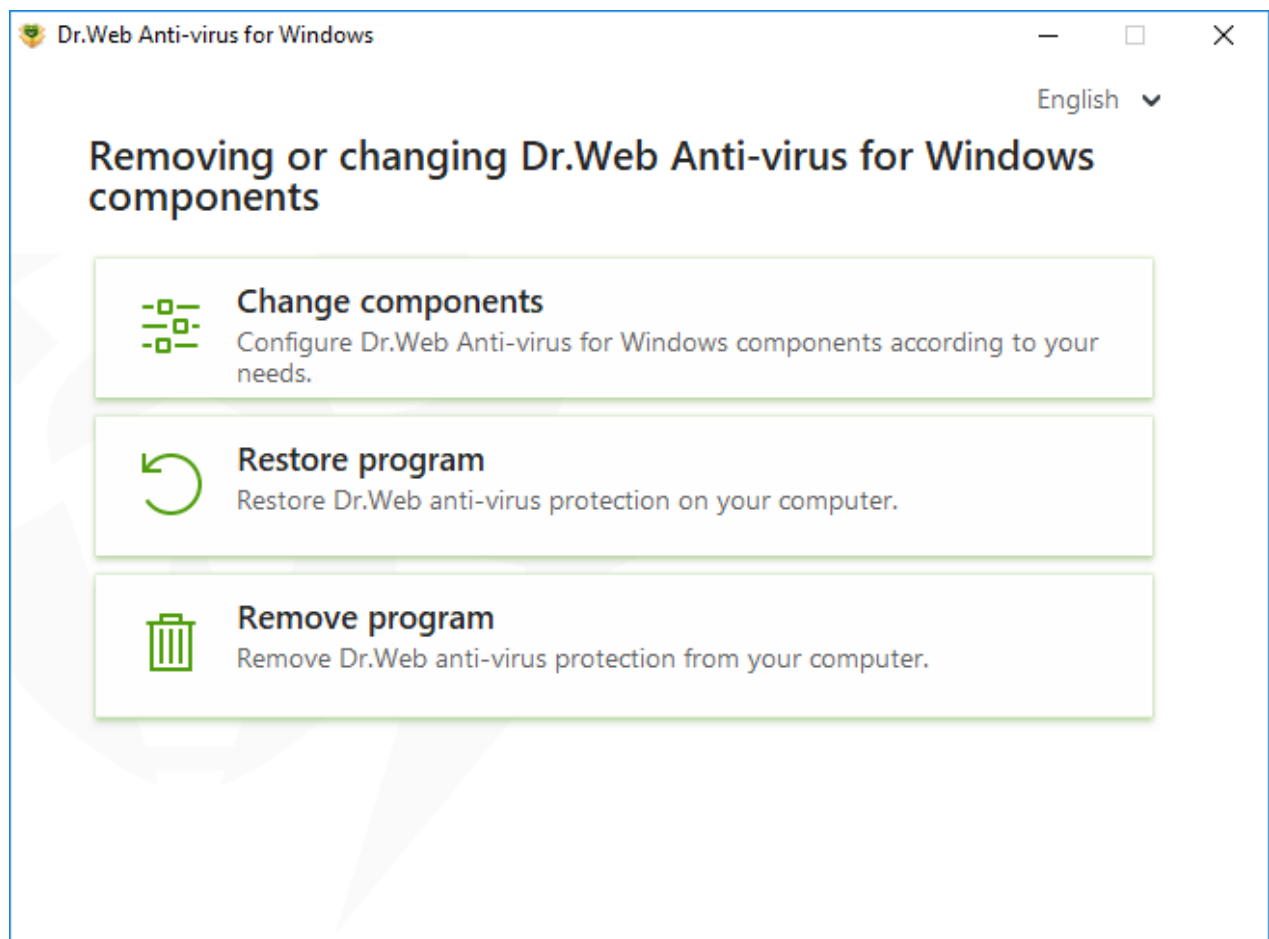 Dr.Web Anti-virus for Windows
English
Removing or changing Dr.Web Anti-virus for Windows
components
Change components
Configure Dr.Web Anti-virus for Windows components according to your
needs.
Restore program
Restore Dr.Web anti-virus protection on your computer.
Remove program
Remove Dr.Web anti-virus protection from your computer.